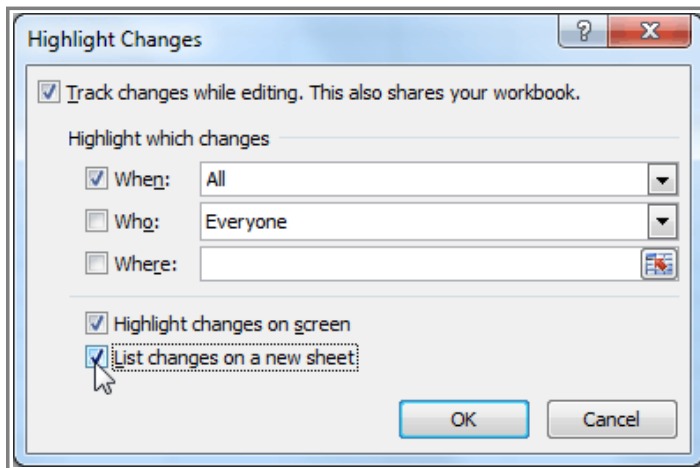 Highlight Changes
Track changes while editing. This also shares your workbook.
Highlight which changes
When: All
Who: Everyone
Where:
Highlight changes on screen
List changes on a new sheet
OK Cancel